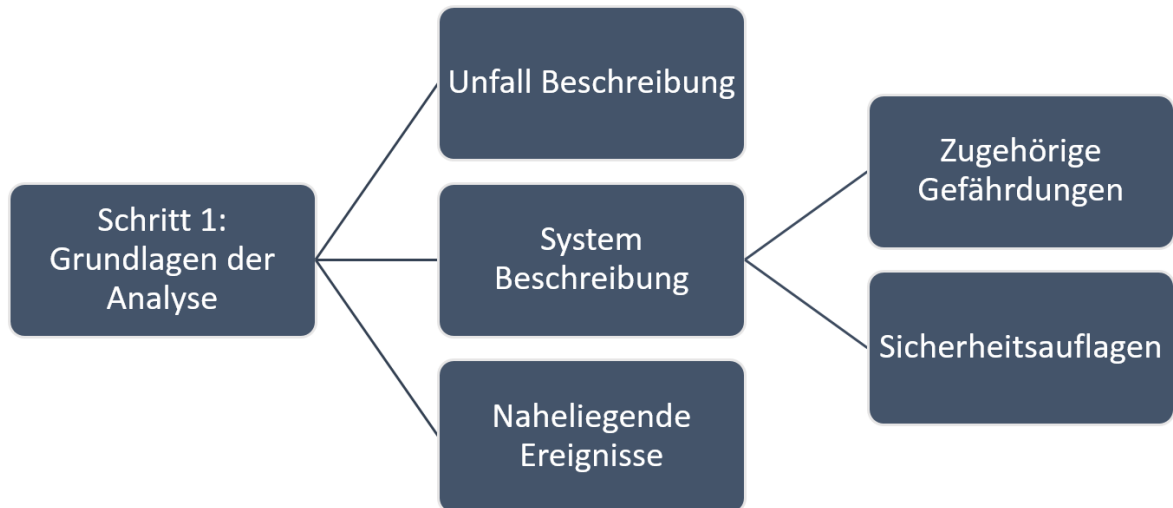 Schritt 1:
Grundlagen der
Analyse
Unfall Beschreibung
System
Beschreibung
Naheliegende
Ereignisse
Zugehörige
Gefährdungen
Sicherheitsauflagen